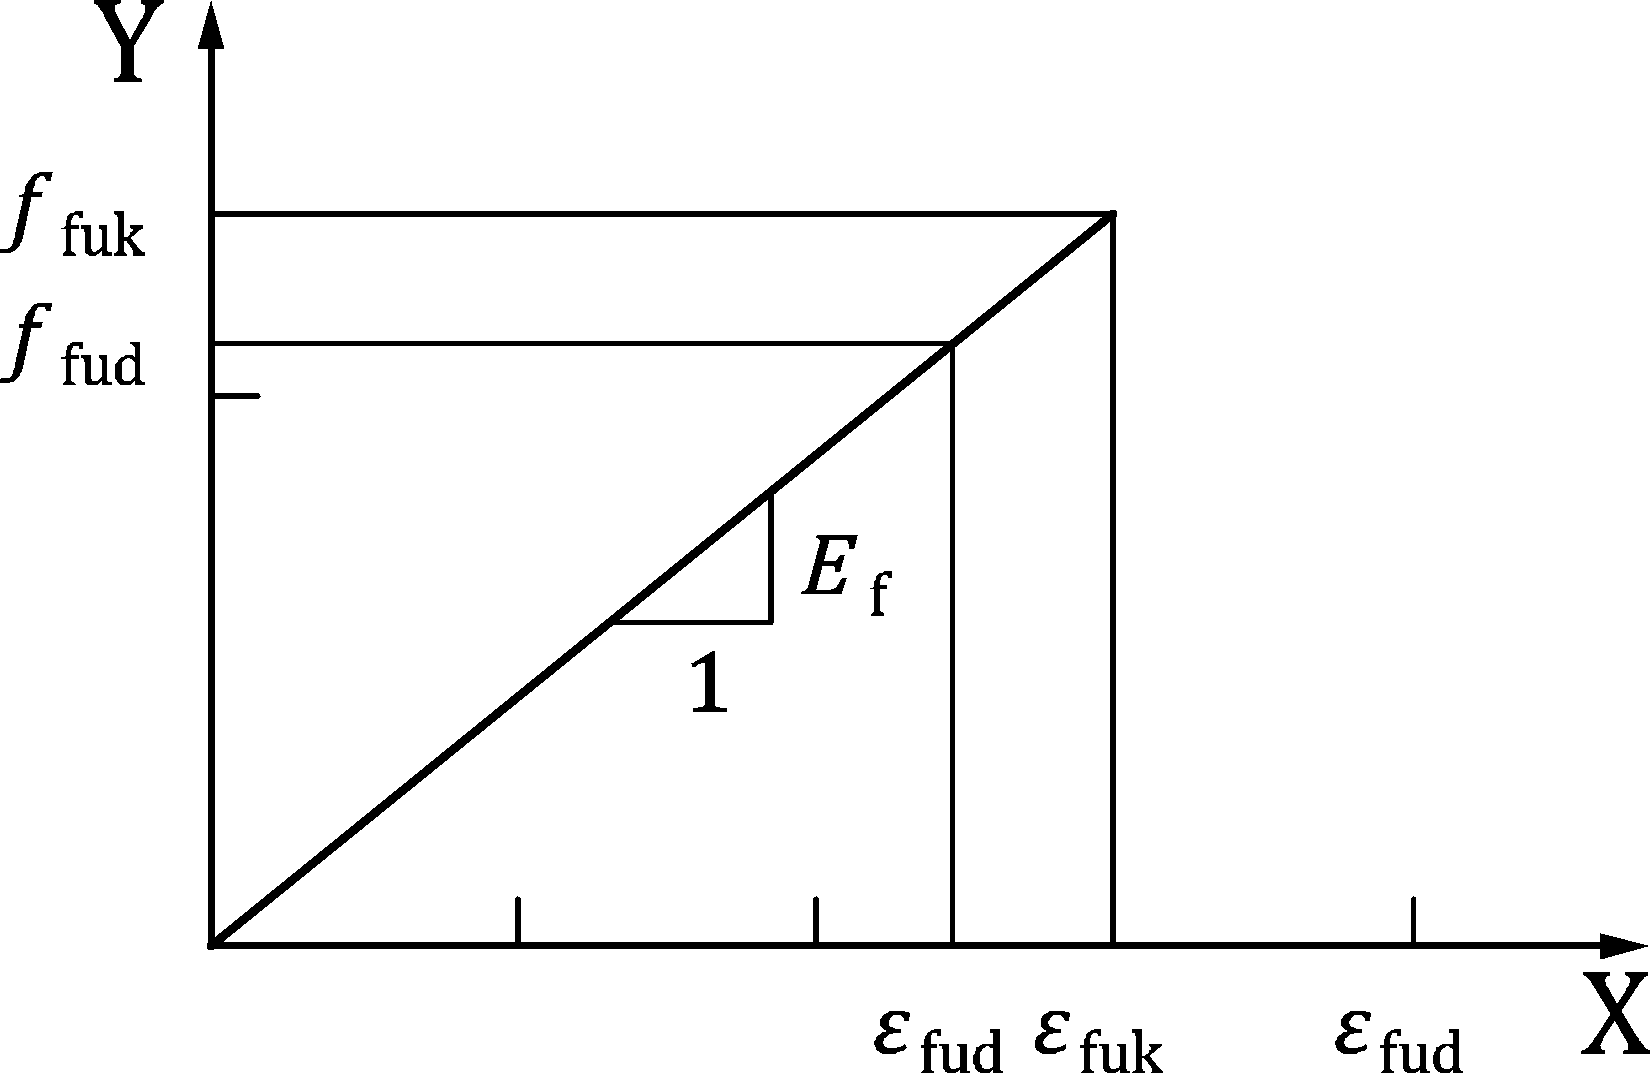 Y
f fuk
f fud
E f
1
ε fud ε fuk ε fud
X